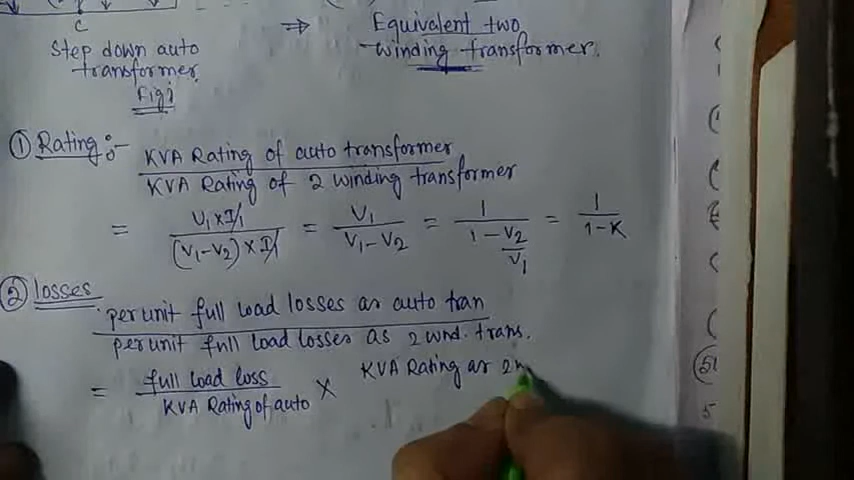 C
Step down auto
transformer
Fig:
⇒ Equivalent two
winding transformer.
① Rating:- KVA Rating of auto transformer
KVA Rating of 2 winding transformer
= V₁ × I₁ / (V₁-V₂) × I₁ = V₁ / V₁-V₂ = 1 / 1 - V₂/V₁ = 1 / 1-K
② losses
per unit full load losses as auto tran
per unit full load losses as 2 wnd. trans.
= full load loss / KVA Rating of auto × KVA Rating as 2